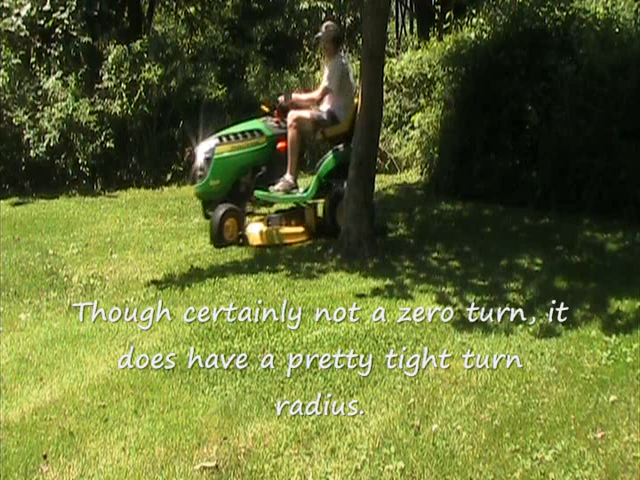 Though certainly not a zero turn, it
does have a pretty tight turn
radius.